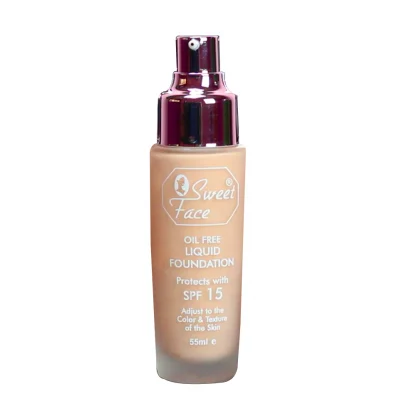 Sweet®
Face
OIL FREE
LIQUID
FOUNDATION
Protects with
SPF 15
Adjust to the
Color & Texture
of the Skin
55ml e